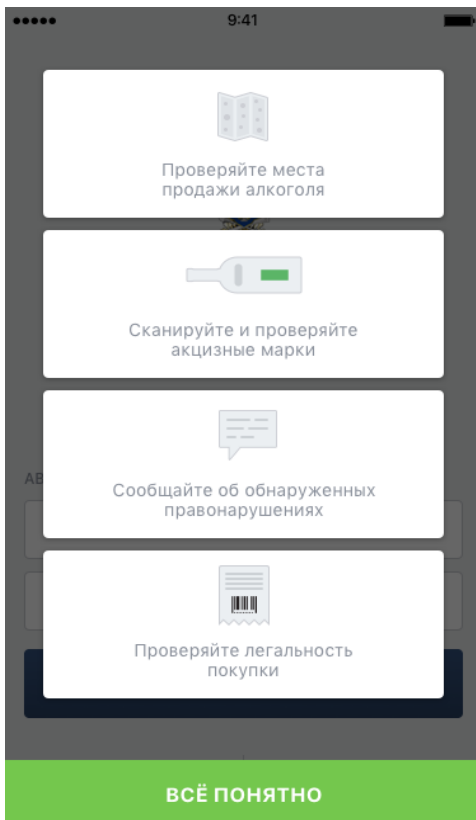 9:41
Проверяйте места
продажи алкоголя
Сканируйте и проверяйте
акцизные марки
АВ
Сообщайте об обнаруженных
правонарушениях
Проверяйте легальность
покупки
ВСЁ ПОНЯТНО